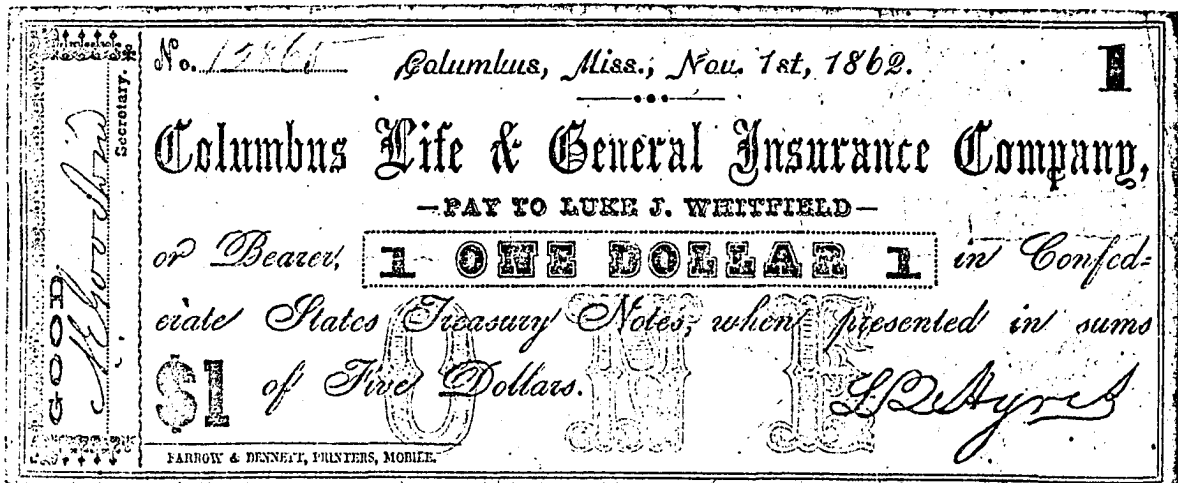 No. Columbus, Miss., Nov. 1st, 1862. 1
Columbus Life & General Insurance Company,
—PAY TO LUKE J. WHITFIELD—
or Bearer, 1 ONE DOLLAR 1 in Confed=
erate States Treasury Notes, when presented in sums
$1 of Five Dollars.
ONE
FARROW & DENNETT, PRINTERS, MOBILE.
GOOD
Secretary.